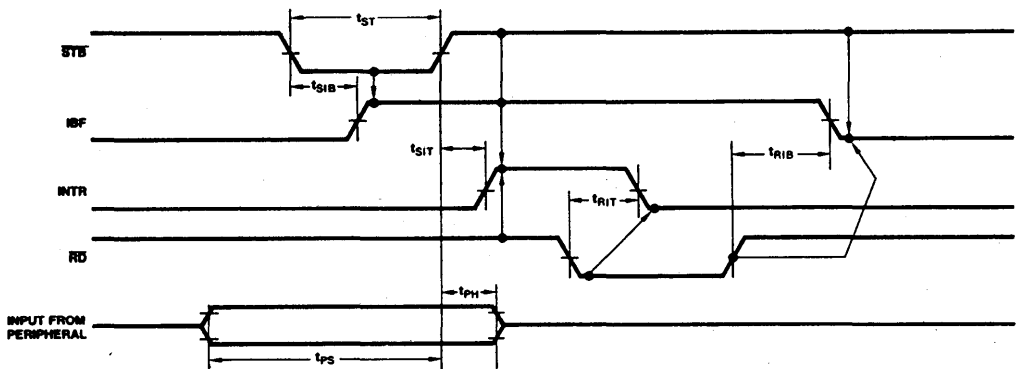 tST
STB
tSIB
IBF
tSIT
tRIB
INTR
tRIT
RD
tPH
INPUT FROM
PERIPHERAL
tPS